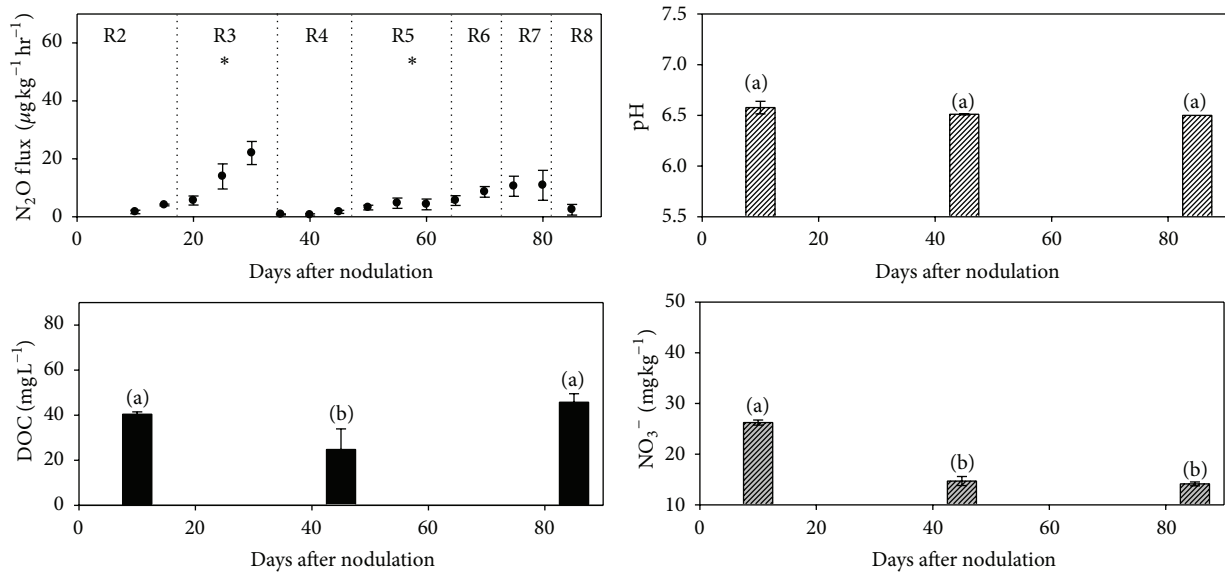 60
40
20
0
N₂O flux (μg kg⁻¹ hr⁻¹)
R2 R3 R4 R5 R6 R7 R8
* *
0 20 40 60 80
Days after nodulation
7.5
7.0
6.5
6.0
5.5
pH
(a) (a) (a)
0 20 40 60 80
Days after nodulation
80
60
40
20
0
DOC (mg L⁻¹)
(a) (b) (a)
0 20 40 60 80
Days after nodulation
50
40
30
20
10
NO₃⁻ (mg kg⁻¹)
(a) (b) (b)
0 20 40 60 80
Days after nodulation